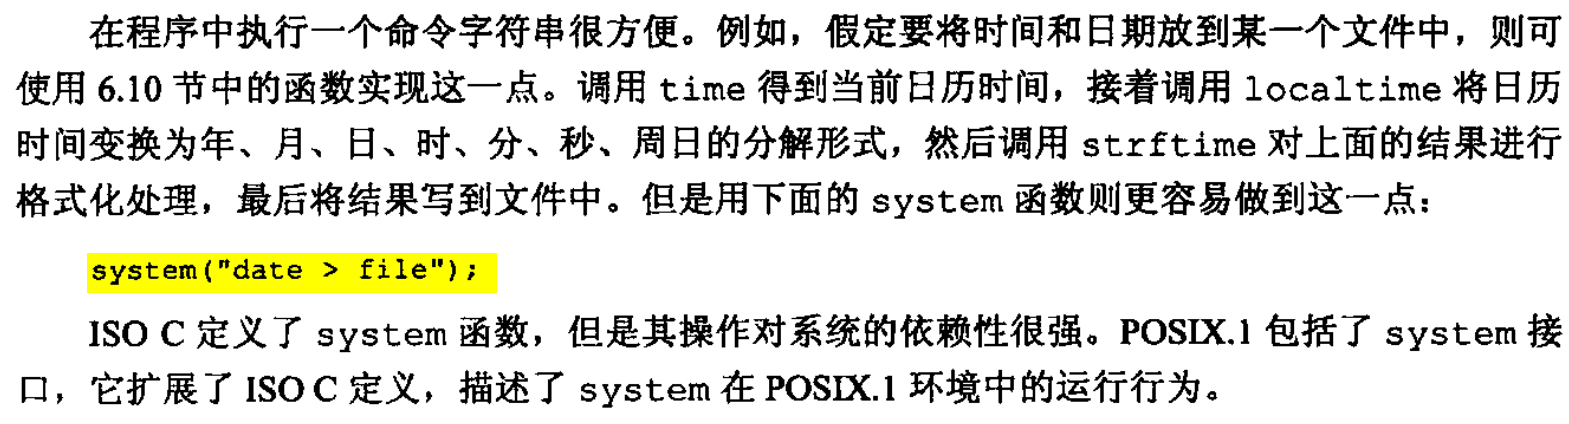 在程序中执行一个命令字符串很方便。例如，假定要将时间和日期放到某一个文件中，则可
使用 6.10 节中的函数实现这一点。调用 time 得到当前日历时间，接着调用 localtime 将日历
时间变换为年、月、日、时、分、秒、周日的分解形式，然后调用 strftime 对上面的结果进行
格式化处理，最后将结果写到文件中。但是用下面的 system 函数则更容易做到这一点：
system("date > file");
ISO C 定义了 system 函数，但是其操作对系统的依赖性很强。POSIX.1 包括了 system 接
口，它扩展了 ISO C 定义，描述了 system 在 POSIX.1 环境中的运行行为。